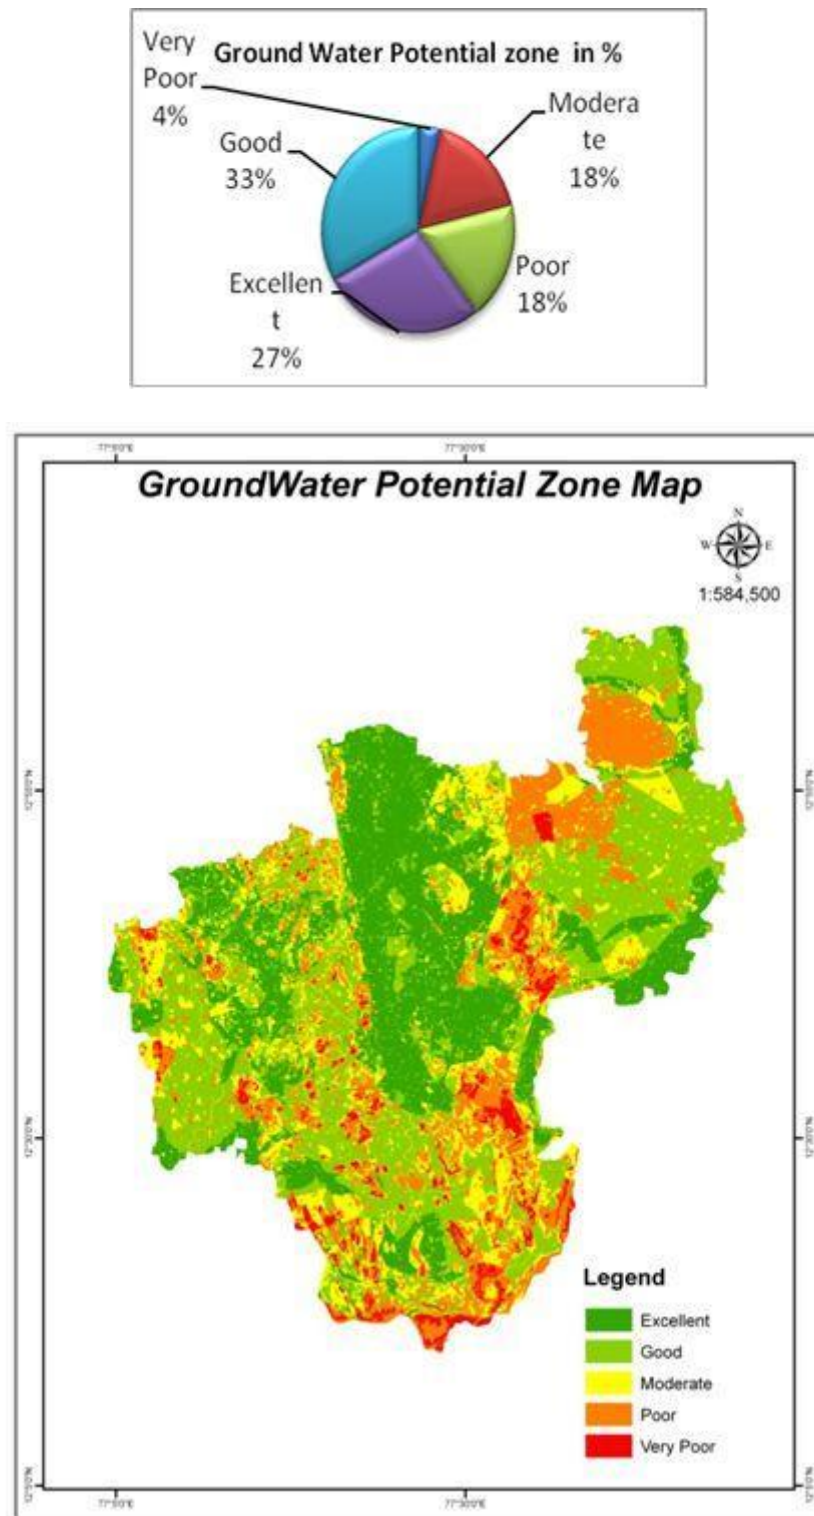 Ground Water Potential zone in %
Very
Poor
4%
Good
33%
Modera
te
18%
Excellen
t
27%
Poor
18%
GroundWater Potential Zone Map
N
W
E
S
1:584,500
Legend
Excellent
Good
Moderate
Poor
Very Poor